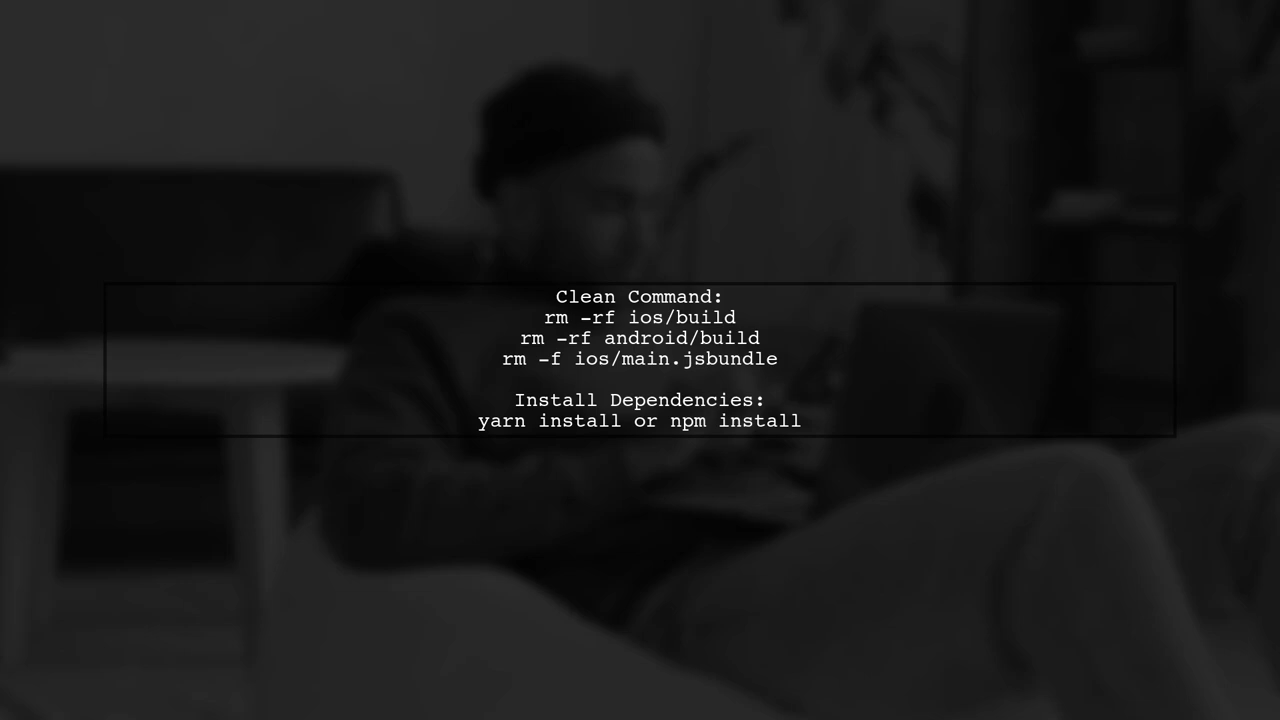 Clean Command:
rm -rf ios/build
rm -rf android/build
rm -f ios/main.jsbundle
Install Dependencies:
yarn install or npm install